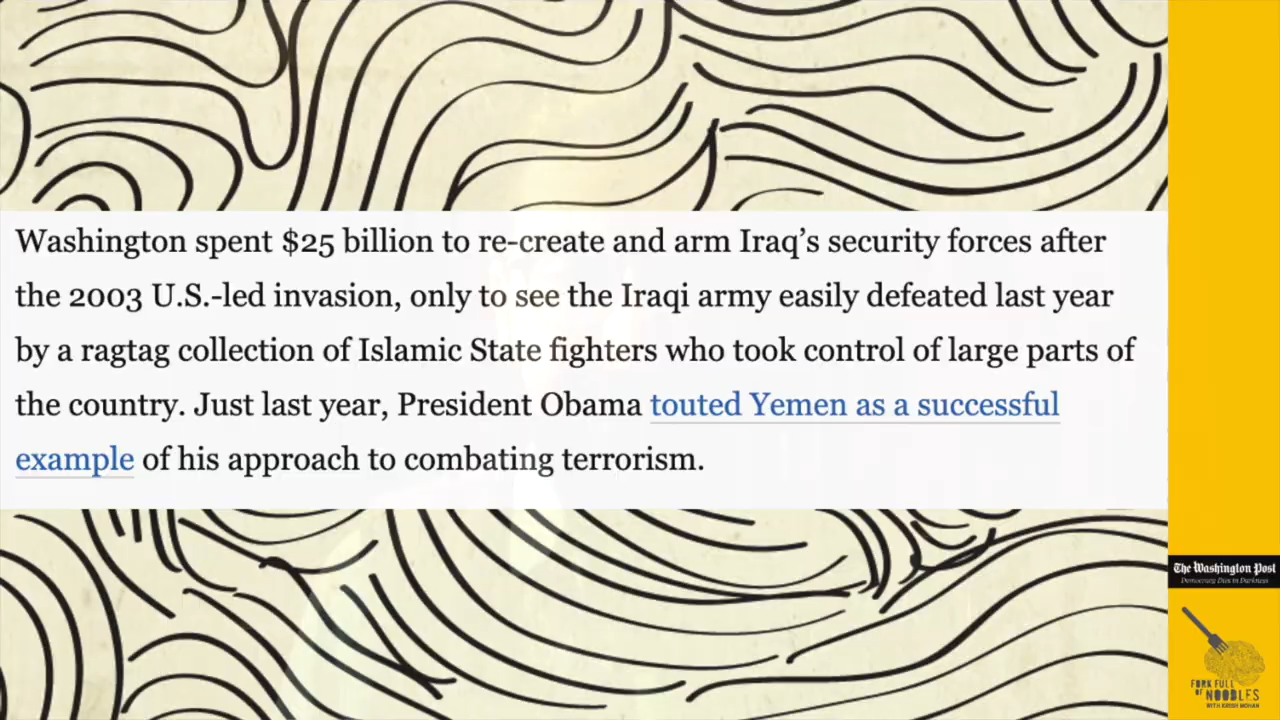 Washington spent $25 billion to re-create and arm Iraq’s security forces after
the 2003 U.S.-led invasion, only to see the Iraqi army easily defeated last year
by a ragtag collection of Islamic State fighters who took control of large parts of
the country. Just last year, President Obama touted Yemen as a successful
example of his approach to combating terrorism.
The Washington Post
Democracy Dies in Darkness
FORK FULL
OF NOODLES
WITH KRISH MOHAN